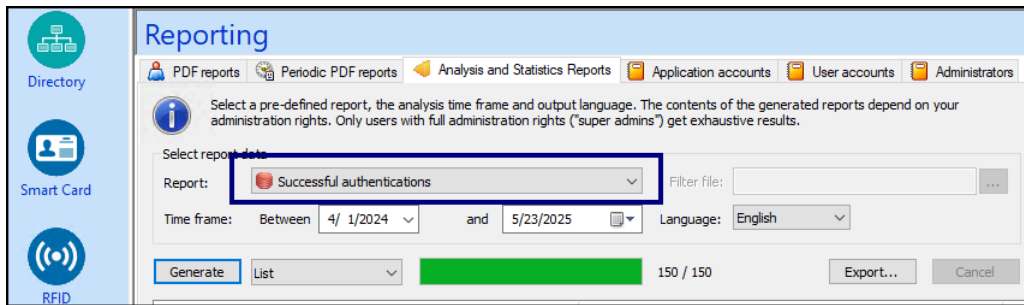 Directory
Smart Card
RFID
Reporting
PDF reports Periodic PDF reports Analysis and Statistics Reports Application accounts User accounts Administrators
Select a pre-defined report, the analysis time frame and output language. The contents of the generated reports depend on your
administration rights. Only users with full administration rights ("super admins") get exhaustive results.
Select report data
Report: Successful authentications Filter file: ...
Time frame: Between 4/ 1/2024 and 5/23/2025 Language: English
Generate List 150 / 150 Export... Cancel